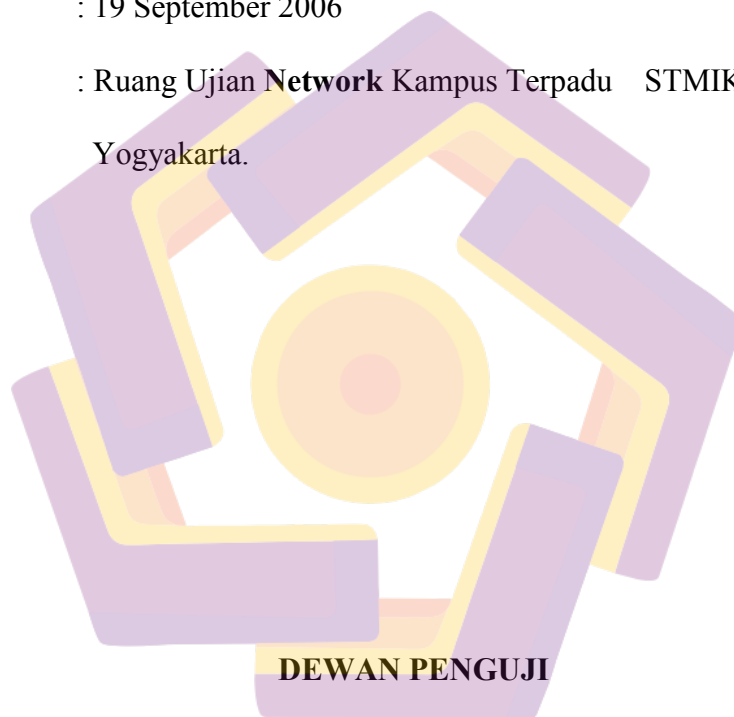 : 19 September 2006
: Ruang Ujian Network Kampus Terpadu STMIK
Yogyakarta.
DEWAN PENGUJI